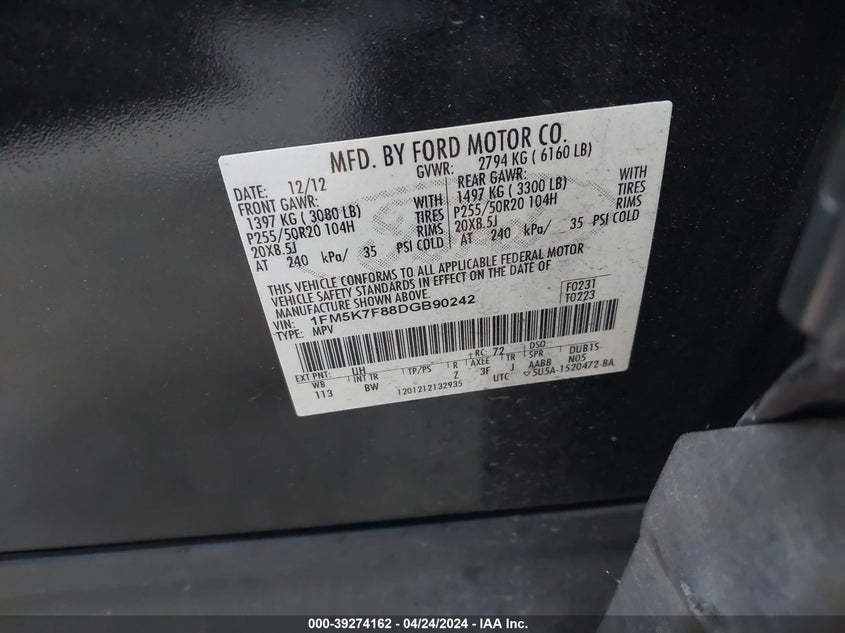 MFD. BY FORD MOTOR CO.
DATE: 12/12 GVWR: 2794 KG ( 6160 LB)
FRONT GAWR: REAR GAWR:
1397 KG ( 3080 LB) WITH 1497 KG ( 3300 LB) WITH
P255/50R20 104H TIRES P255/50R20 104H TIRES
20X8.5J RIMS 20X8.5J RIMS
AT 240 kPa/ 35 PSI COLD AT 240 kPa/ 35 PSI COLD
THIS VEHICLE CONFORMS TO ALL APPLICABLE FEDERAL MOTOR
VEHICLE SAFETY STANDARDS IN EFFECT ON THE DATE OF
MANUFACTURE SHOWN ABOVE. F0231
VIN: 1FM5K7F88DGB90242 T0223
TYPE: MPV
EXT PNT: UH RC: 72 DSO:
WB INT TR TP/PS R AXLE TR SPR DUB1S
113 BW Z 3F J AABB N05
1201212132935 UTC ▽5U5A-1520472-BA
000-39274162 - 04/24/2024 - IAA Inc.